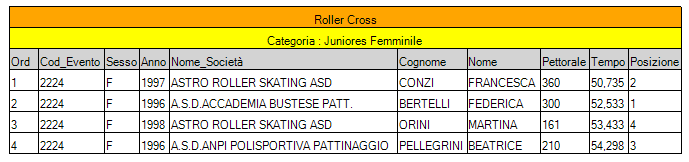 Roller Cross
Categoria : Juniores Femminile
Ord Cod_Evento Sesso Anno Nome_Società Cognome Nome Pettorale Tempo Posizione
1 2224 F 1997 ASTRO ROLLER SKATING ASD CONZI FRANCESCA 360 50,735 2
2 2224 F 1996 A.S.D.ACCADEMIA BUSTESE PATT. BERTELLI FEDERICA 300 52,533 1
3 2224 F 1998 ASTRO ROLLER SKATING ASD ORINI MARTINA 161 53,433 4
4 2224 F 1996 A.S.D.ANPI POLISPORTIVA PATTINAGGIO PELLEGRINI BEATRICE 210 54,298 3